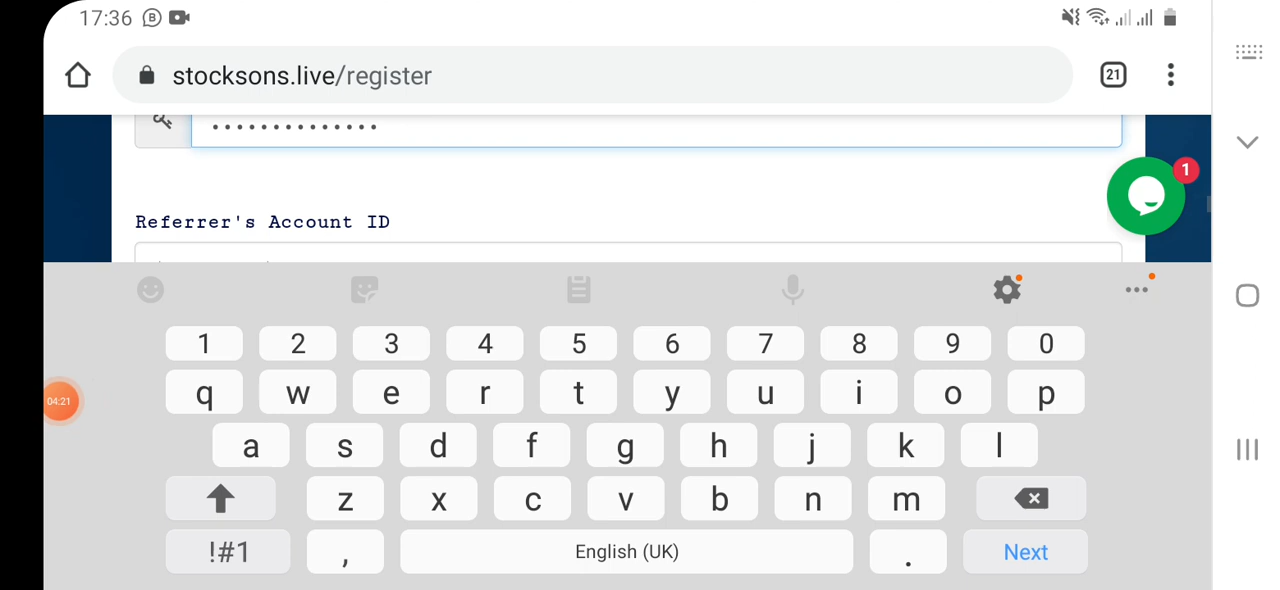 17:36
stocksons.live/register
21
••••••••••••••
1
Referrer's Account ID
1 2 3 4 5 6 7 8 9 0
q w e r t y u i o p
04:21
a s d f g h j k l
z x c v b n m
!#1 , English (UK) . Next